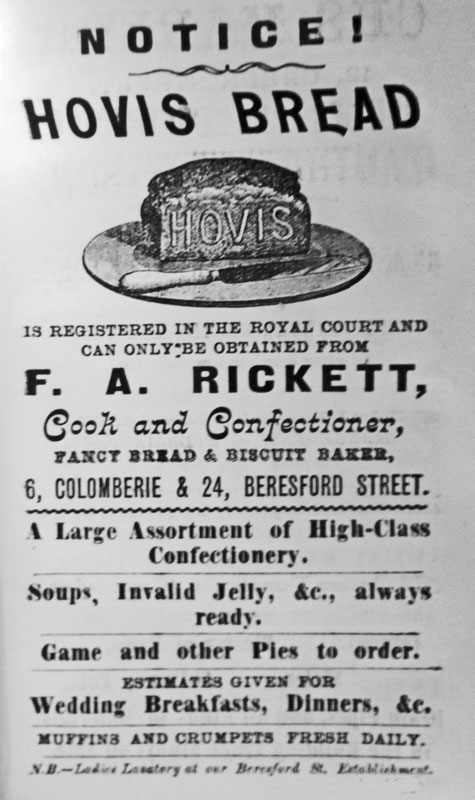 NOTICE!
HOVIS BREAD
HOVIS
IS REGISTERED IN THE ROYAL COURT AND
CAN ONLY BE OBTAINED FROM
F. A. RICKETT,
Cook and Confectioner,
FANCY BREAD & BISCUIT BAKER,
6, COLOMBERIE & 24, BERESFORD STREET.
A Large Assortment of High-Class
Confectionery.
Soups, Invalid Jelly, &c., always
ready.
Game and other Pies to order.
ESTIMATES GIVEN FOR
Wedding Breakfasts, Dinners, &c.
MUFFINS AND CRUMPETS FRESH DAILY.
N.B.—Ladies Lavatory at our Beresford St. Establishment.